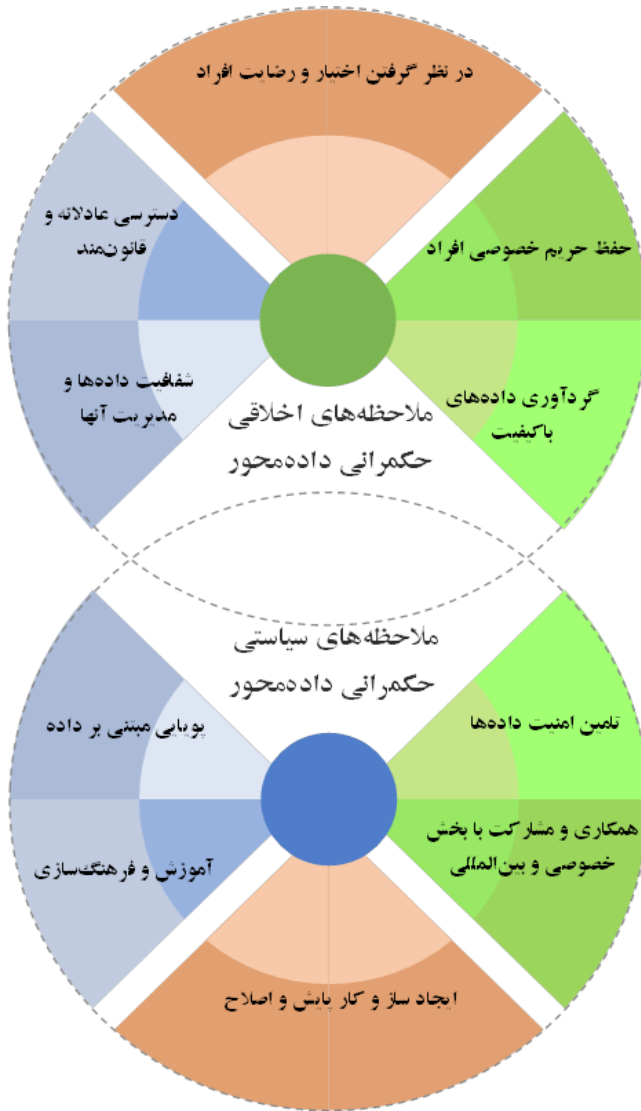 در نظر گرفتن اختیار و رضایت افراد
حفظ حریم خصوصی افراد
دسترسی عادلانه و
قانون‌مند
گردآوری داده‌های
باکیفیت
شفافیت داده‌ها و
مدیریت آنها
ملاحظه‌های اخلاقی
حکمرانی داده‌محور
ملاحظه‌های سیاستی
حکمرانی داده‌محور
تامین امنیت داده‌ها
پویایی مبتنی بر داده
همکاری و مشارکت با بخش
خصوصی و بین‌المللی
آموزش و فرهنگ‌سازی
ایجاد ساز و کار پایش و اصلاح